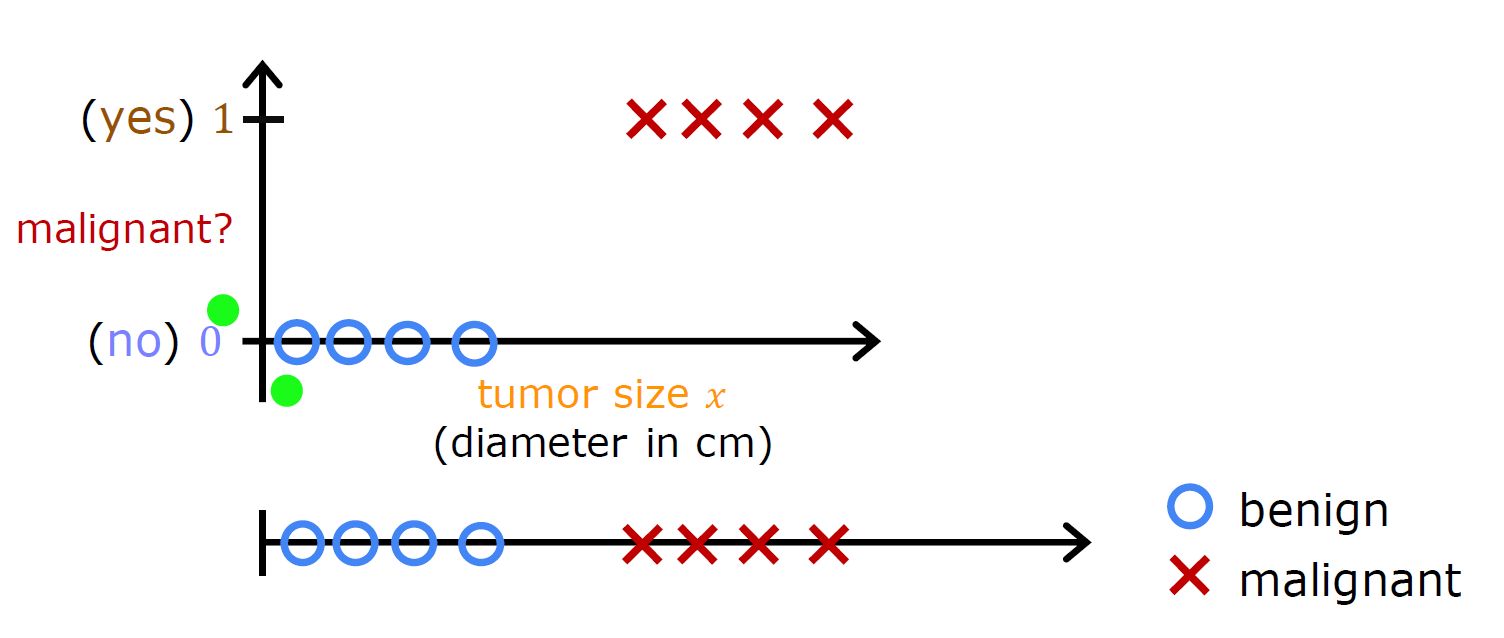 (yes) 1
malignant?
(no) 0
tumor size x
(diameter in cm)
benign
malignant